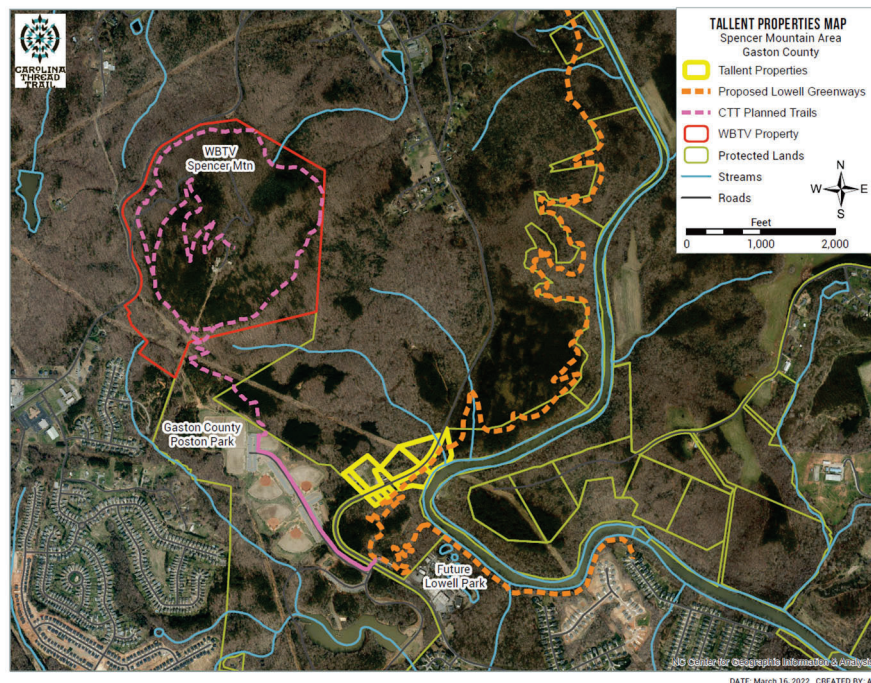 CAROLINA
THREAD TRAIL
TALLENT PROPERTIES MAP
Spencer Mountain Area
Gaston County
Tallent Properties
Proposed Lowell Greenways
CTT Planned Trails
WBTV Property
Protected Lands
Streams
Roads
N
W E
S
Feet
0 1,000 2,000
WBTV
Spencer Mtn
Gaston County
Poston Park
Future
Lowell Park
NC Center for Geographic Information & Analysis
DATE: March 16, 2022 CREATED BY: A